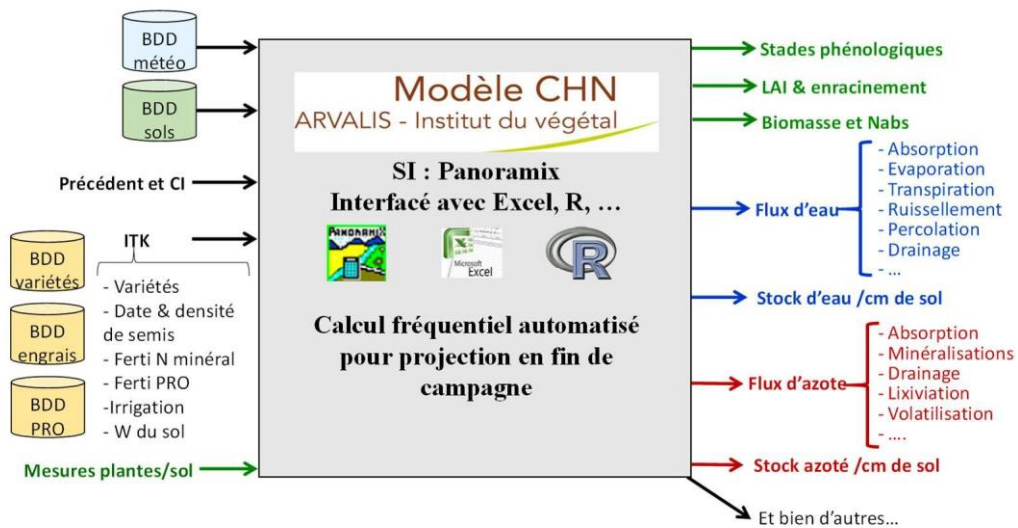 BDD
météo
BDD
sols
Précédent et CI
ITK
BDD
variétés
BDD
engrais
BDD
PRO
- Variétés
- Date & densité
de semis
- Ferti N minéral
- Ferti PRO
-Irrigation
- W du sol
Mesures plantes/sol
Modèle CHN
ARVALIS - Institut du végétal
SI : Panoramix
Interfacé avec Excel, R, …
PANORAMIX
Microsoft
Excel
R
Calcul fréquentiel automatisé
pour projection en fin de
campagne
Stades phénologiques
LAI & enracinement
Biomasse et Nabs
Flux d'eau
- Absorption
- Evaporation
- Transpiration
- Ruissellement
- Percolation
- Drainage
- …
Stock d'eau /cm de sol
Flux d'azote
- Absorption
- Minéralisations
- Drainage
- Lixiviation
- Volatilisation
- ….
Stock azoté /cm de sol
Et bien d'autres…